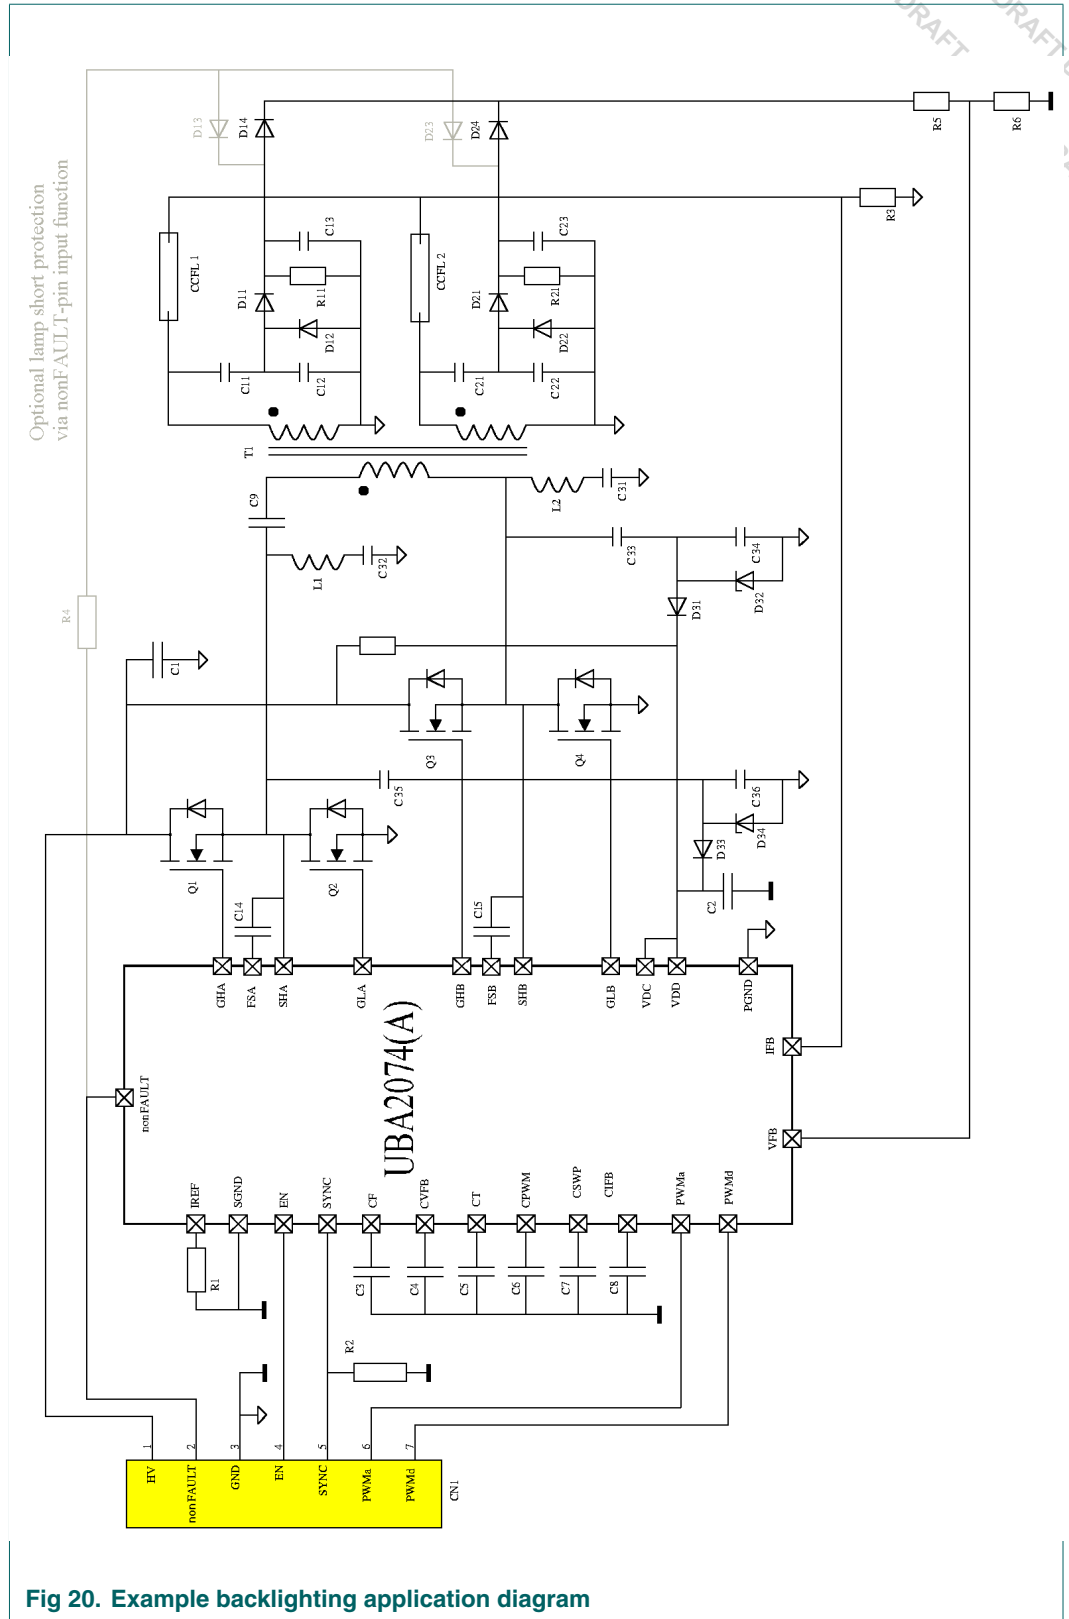 DRAFT
DRAFT
Optional lamp short protection
via nonFAULT-pin input function
D13
D14
D23
D24
R5
R6
R3
CCFL 1
C13
R11
D11
D12
C11
C12
CCFL 2
C23
R21
D21
D22
C21
C22
T1
C9
L2
C31
L1
C32
C33
C34
D32
D31
R4
C1
Q3
Q4
C35
C36
D34
D33
C2
Q1
Q2
C14
C15
GHA
FSA
SHA
GLA
GHB
FSB
SHB
GLB
VDC
VDD
PGND
IFB
VFB
nonFAULT
UBA2074(A)
IREF
SGND
EN
SYNC
CF
CVFB
CT
CPWM
CSWP
CIFB
PWMa
PWMd
R1
C3
C4
C5
C6
C7
C8
R2
1
2
3
4
5
6
7
HV
nonFAULT
GND
EN
SYNC
PWMa
PWMd
CN1
Fig 20. Example backlighting application diagram